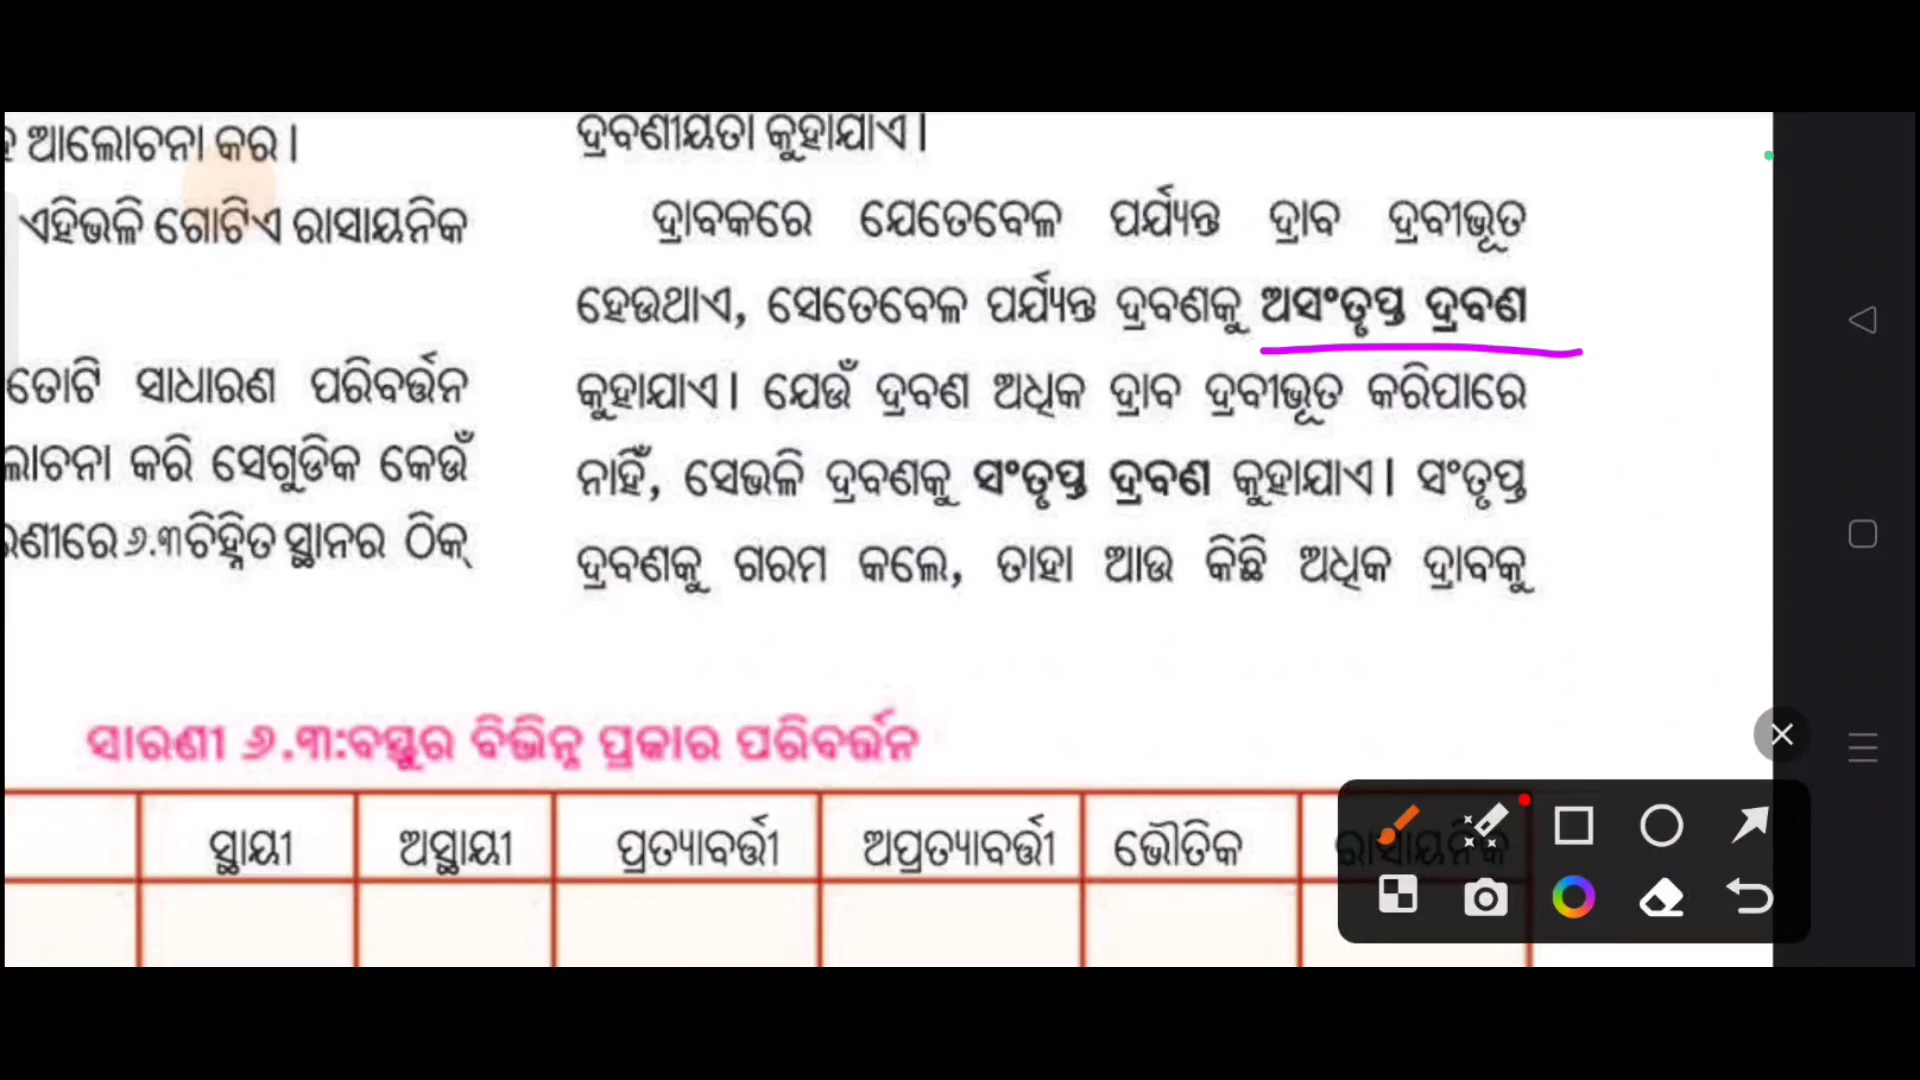 ଆଲୋଚନା କର।
ଏହିଭଳି ଗୋଟିଏ ରାସାୟନିକ
ତୋଟି ସାଧାରଣ ପରିବର୍ତ୍ତନ
ଲୋଚନା କରି ସେଗୁଡିକ କେଉଁ
ରଣୀରେ ୬.୩ ଚିହ୍ନିତ ସ୍ଥାନର ଠିକ୍
ଦ୍ରବଣୀୟତା କୁହାଯାଏ।
ଦ୍ରାବକରେ ଯେତେବେଳ ପର୍ଯ୍ୟନ୍ତ ଦ୍ରାବ ଦ୍ରବୀଭୂତ
ହେଉଥାଏ, ସେତେବେଳ ପର୍ଯ୍ୟନ୍ତ ଦ୍ରବଣକୁ ଅସଂତୃପ୍ତ ଦ୍ରବଣ
କୁହାଯାଏ। ଯେଉଁ ଦ୍ରବଣ ଅଧିକ ଦ୍ରାବ ଦ୍ରବୀଭୂତ କରିପାରେ
ନାହିଁ, ସେଭଳି ଦ୍ରବଣକୁ ସଂତୃପ୍ତ ଦ୍ରବଣ କୁହାଯାଏ। ସଂତୃପ୍ତ
ଦ୍ରବଣକୁ ଗରମ କଲେ, ତାହା ଆଉ କିଛି ଅଧିକ ଦ୍ରାବକୁ
ସାରଣୀ ୬.୩:ବସ୍ତୁର ବିଭିନ୍ନ ପ୍ରକାର ପରିବର୍ତ୍ତନ
ସ୍ଥାୟୀ ଅସ୍ଥାୟୀ ପ୍ରତ୍ୟାବର୍ତ୍ତୀ ଅପ୍ରତ୍ୟାବର୍ତ୍ତୀ ଭୌତିକ ରାସାୟନିକ